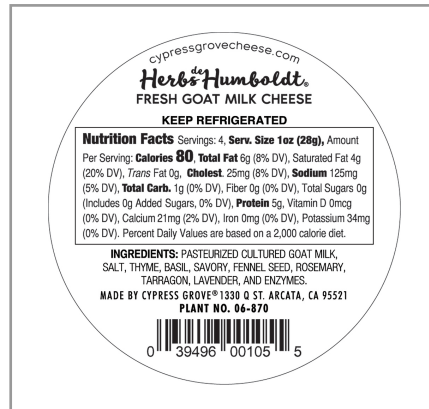 cypressgrovecheese.com
Herbs de Humboldt®
FRESH GOAT MILK CHEESE
KEEP REFRIGERATED
Nutrition Facts Servings: 4, Serv. Size 1oz (28g), Amount
Per Serving: Calories 80, Total Fat 6g (8% DV), Saturated Fat 4g
(20% DV), Trans Fat 0g, Cholest. 25mg (8% DV), Sodium 125mg
(5% DV), Total Carb. 1g (0% DV), Fiber 0g (0% DV), Total Sugars 0g
(Includes 0g Added Sugars, 0% DV), Protein 5g, Vitamin D 0mcg
(0% DV), Calcium 21mg (2% DV), Iron 0mg (0% DV), Potassium 34mg
(0% DV). Percent Daily Values are based on a 2,000 calorie diet.
INGREDIENTS: PASTEURIZED CULTURED GOAT MILK,
SALT, THYME, BASIL, SAVORY, FENNEL SEED, ROSEMARY,
TARRAGON, LAVENDER, AND ENZYMES.
MADE BY CYPRESS GROVE® 1330 Q ST. ARCATA, CA 95521
PLANT NO. 06-870
0 39496 00105 5